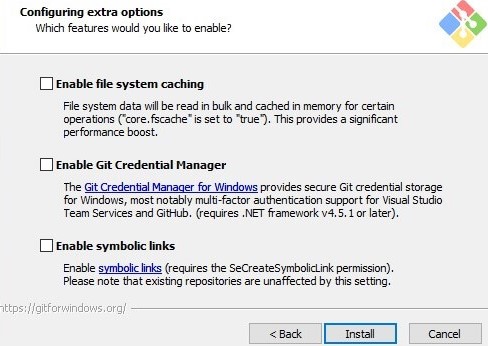 Configuring extra options
Which features would you like to enable?
Enable file system caching
File system data will be read in bulk and cached in memory for certain
operations ("core.fscache" is set to "true"). This provides a significant
performance boost.
Enable Git Credential Manager
The Git Credential Manager for Windows provides secure Git credential storage
for Windows, most notably multi-factor authentication support for Visual Studio
Team Services and GitHub. (requires .NET framework v4.5.1 or later).
Enable symbolic links
Enable symbolic links (requires the SeCreateSymbolicLink permission).
Please note that existing repositories are unaffected by this setting.
https://gitforwindows.org/
< Back
Install
Cancel